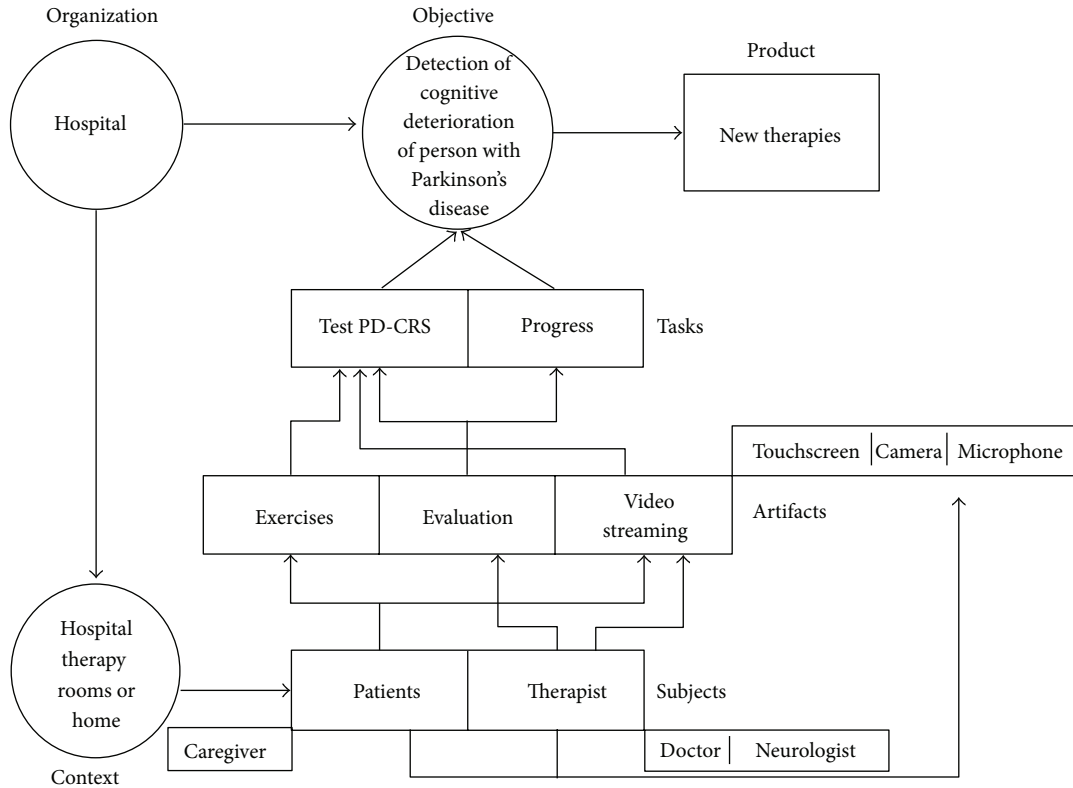 Organization
Objective
Product
Hospital
Detection of
cognitive
deterioration
of person with
Parkinson's
disease
New therapies
Test PD-CRS
Progress
Tasks
Touchscreen
Camera
Microphone
Exercises
Evaluation
Video
streaming
Artifacts
Hospital
therapy
rooms or
home
Patients
Therapist
Subjects
Caregiver
Doctor
Neurologist
Context